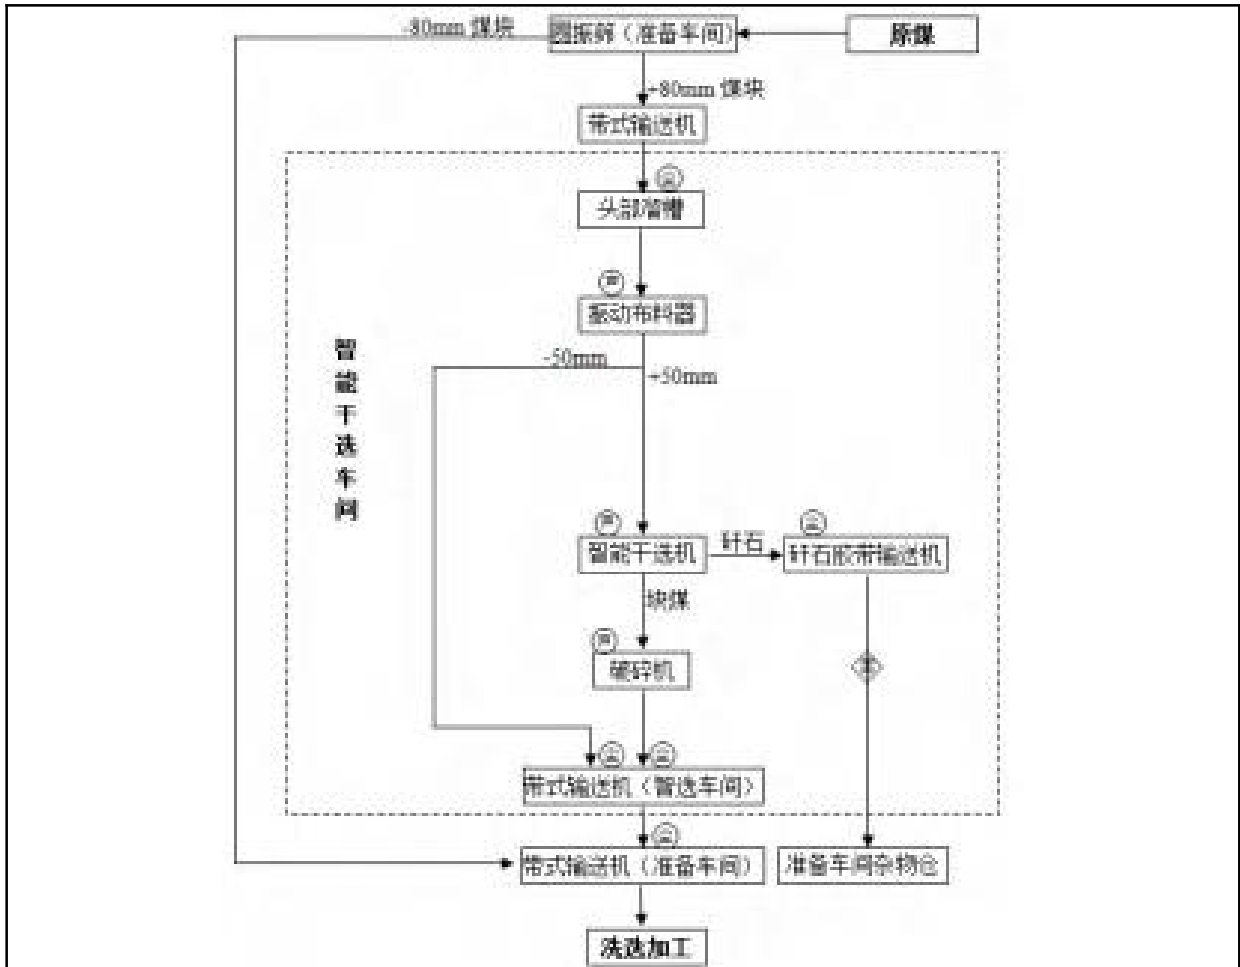 -80mm 煤块
圆振筛（准备车间）
原煤
+80mm 煤块
带式输送机
头部溜槽
振动布料器
-50mm
+50mm
智能干选车间
智能干选机
矸石
矸石胶带输送机
块煤
破碎机
带式输送机（智选车间）
带式输送机（准备车间）
准备车间杂物仓
洗选加工